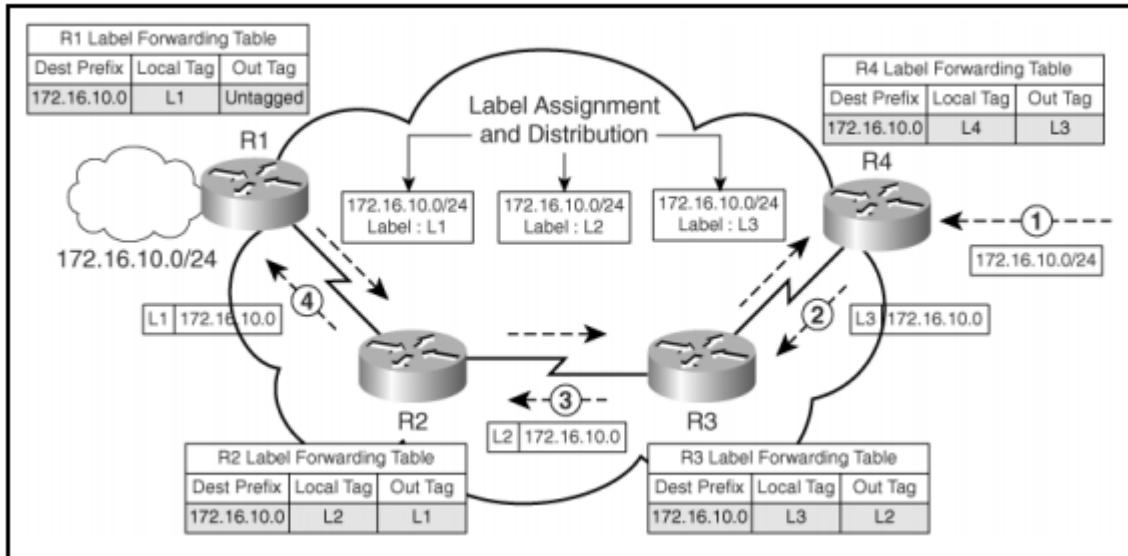 R1 Label Forwarding Table
Dest Prefix Local Tag Out Tag
172.16.10.0 L1 Untagged
R1
172.16.10.0/24
Label Assignment
and Distribution
172.16.10.0/24
Label : L1
172.16.10.0/24
Label : L2
172.16.10.0/24
Label : L3
R4 Label Forwarding Table
Dest Prefix Local Tag Out Tag
172.16.10.0 L4 L3
R4
1
172.16.10.0/24
2
L3 172.16.10.0
4
L1 172.16.10.0
3
L2 172.16.10.0
R2
R3
R2 Label Forwarding Table
Dest Prefix Local Tag Out Tag
172.16.10.0 L2 L1
R3 Label Forwarding Table
Dest Prefix Local Tag Out Tag
172.16.10.0 L3 L2